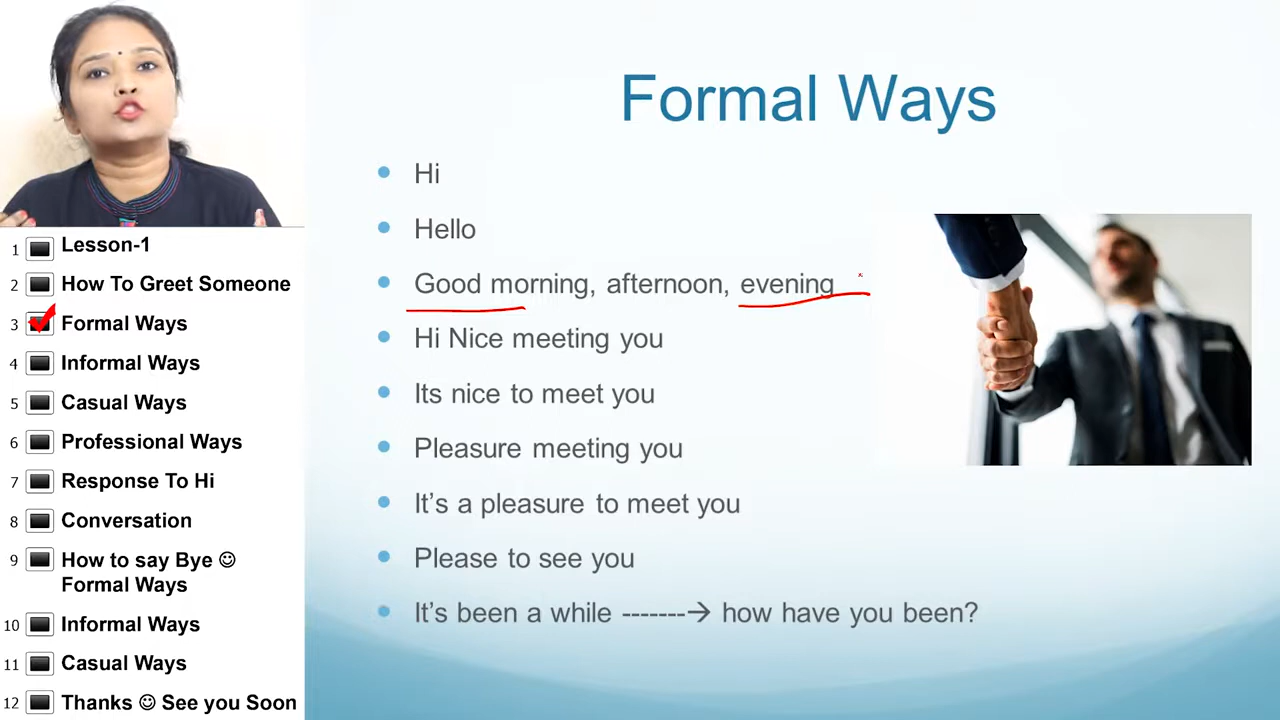 1 Lesson-1
2 How To Greet Someone
3 Formal Ways
4 Informal Ways
5 Casual Ways
6 Professional Ways
7 Response To Hi
8 Conversation
9 How to say Bye ☺
Formal Ways
10 Informal Ways
11 Casual Ways
12 Thanks ☺ See you Soon
Formal Ways
• Hi
• Hello
• Good morning, afternoon, evening
• Hi Nice meeting you
• Its nice to meet you
• Pleasure meeting you
• It’s a pleasure to meet you
• Please to see you
• It’s been a while -------→ how have you been?